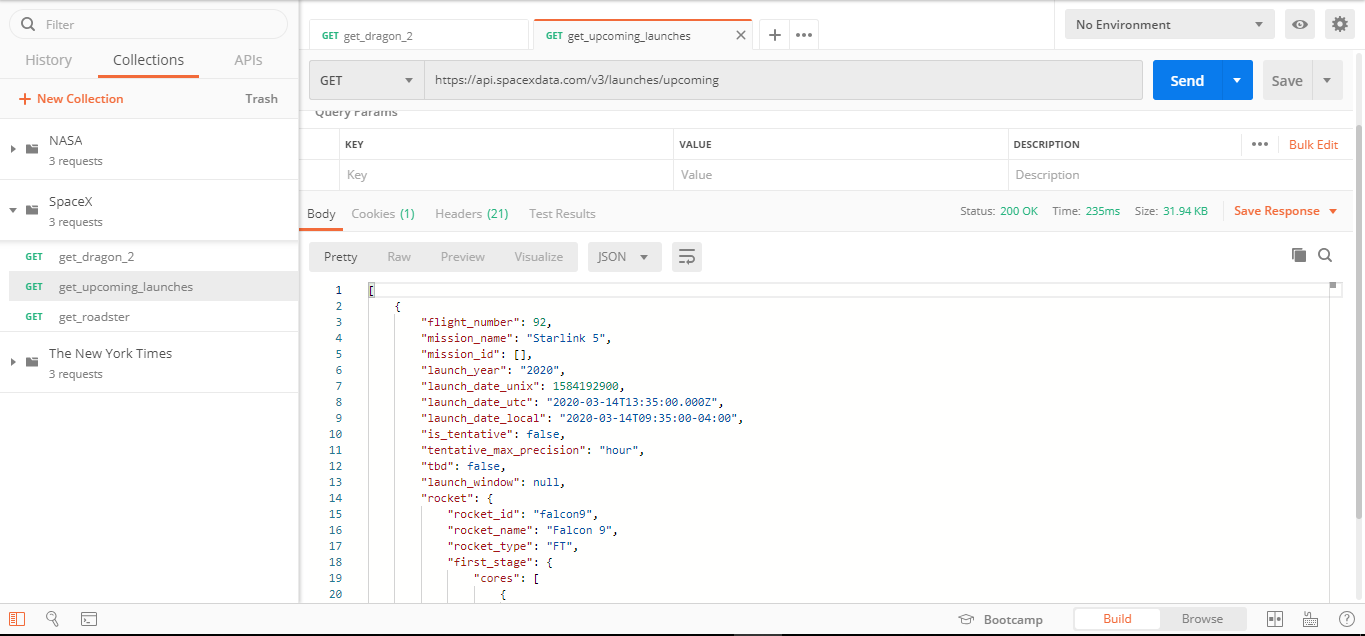 Filter
History Collections APIs
+ New Collection Trash
NASA
3 requests
SpaceX
3 requests
GET get_dragon_2
GET get_upcoming_launches
GET get_roadster
The New York Times
3 requests
GET get_dragon_2 GET get_upcoming_launches × + •••
No Environment
GET https://api.spacexdata.com/v3/launches/upcoming Send Save
Query Params
KEY VALUE DESCRIPTION ••• Bulk Edit
Key Value Description
Body Cookies (1) Headers (21) Test Results Status: 200 OK Time: 235ms Size: 31.94 KB Save Response
Pretty Raw Preview Visualize JSON
1 [
2 {
3 "flight_number": 92,
4 "mission_name": "Starlink 5",
5 "mission_id": [],
6 "launch_year": "2020",
7 "launch_date_unix": 1584192900,
8 "launch_date_utc": "2020-03-14T13:35:00.000Z",
9 "launch_date_local": "2020-03-14T09:35:00-04:00",
10 "is_tentative": false,
11 "tentative_max_precision": "hour",
12 "tbd": false,
13 "launch_window": null,
14 "rocket": {
15 "rocket_id": "falcon9",
16 "rocket_name": "Falcon 9",
17 "rocket_type": "FT",
18 "first_stage": {
19 "cores": [
20 {
Bootcamp Build Browse ?